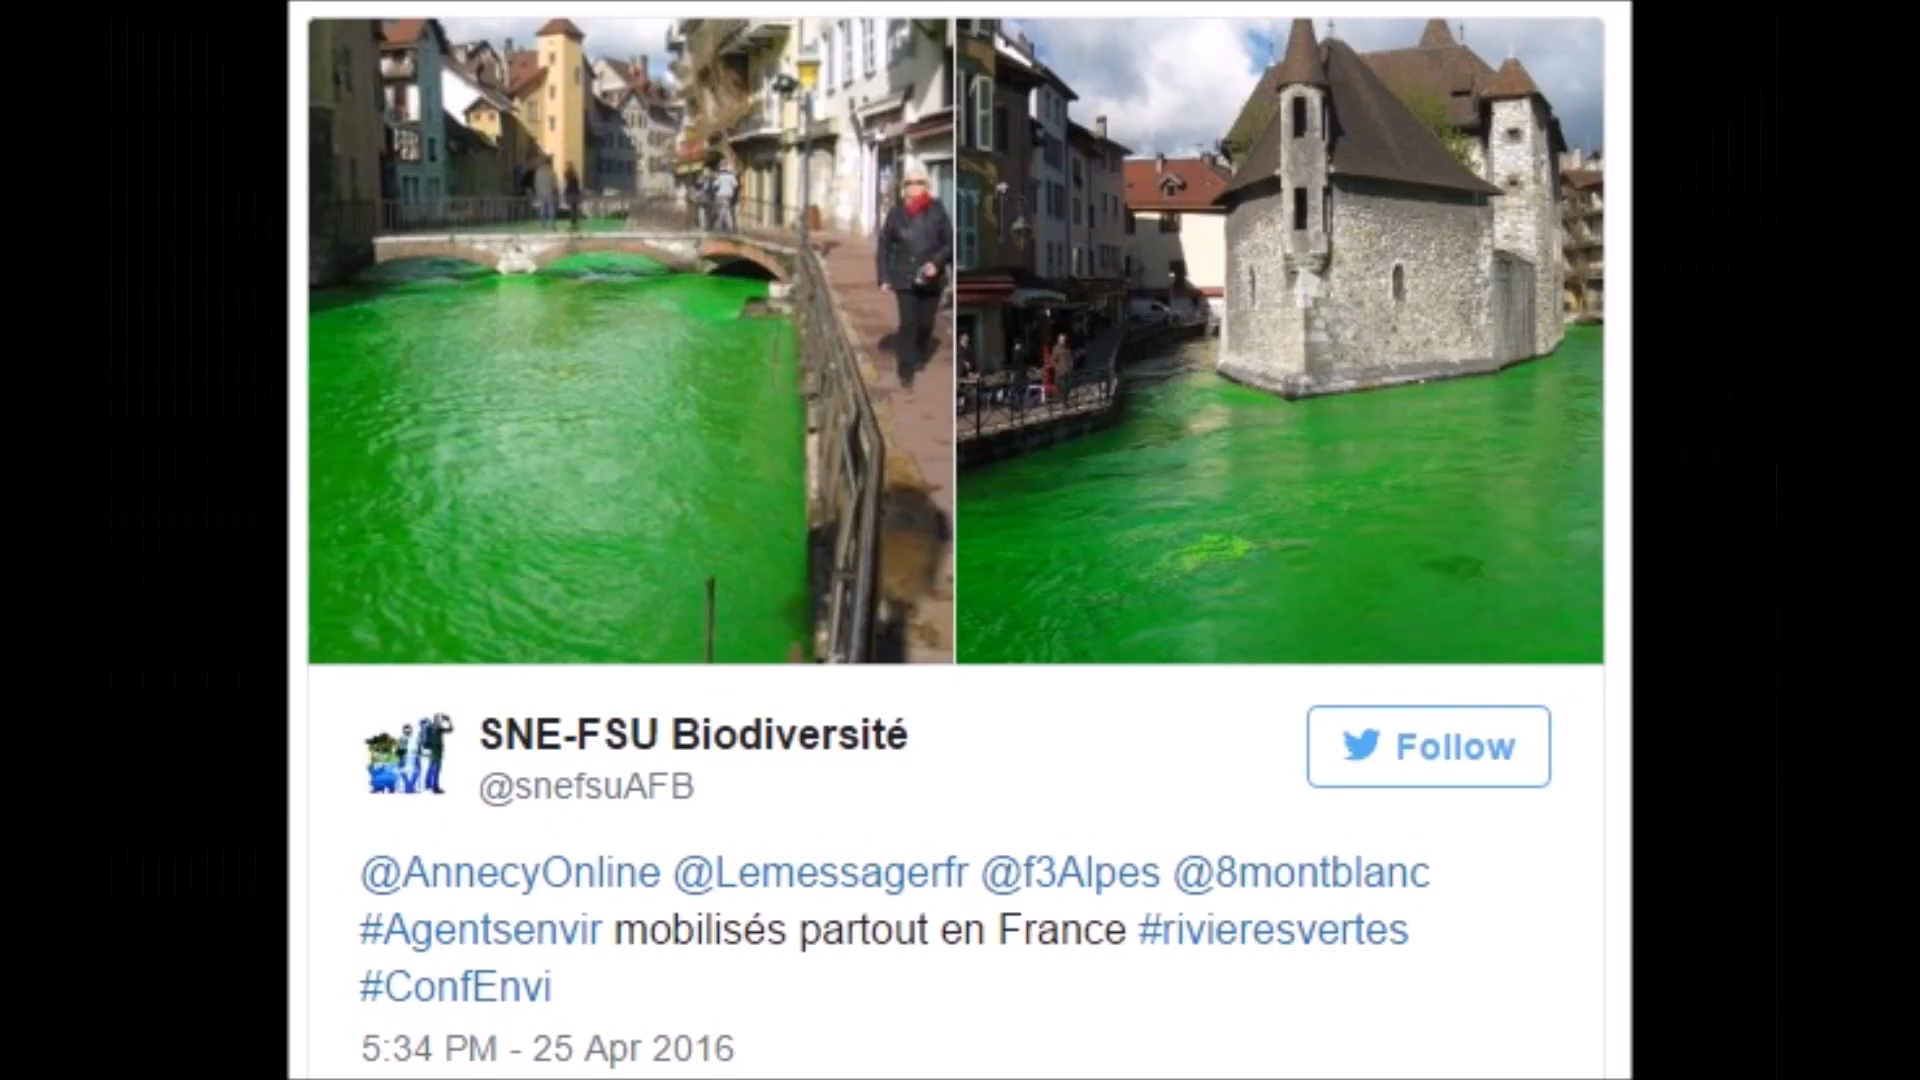 SNE-FSU Biodiversité
@snefsuAFB
Follow
@AnnecyOnline @Lemessagerfr @f3Alpes @8montblanc
#Agentsenvir mobilisés partout en France #rivieresvertes
#ConfEnvi
5:34 PM - 25 Apr 2016